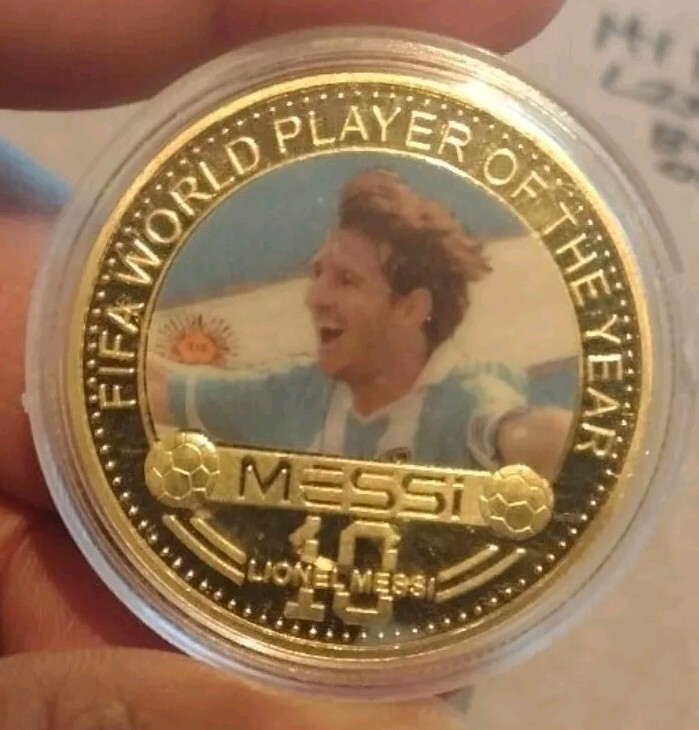 FIFA WORLD PLAYER OF THE YEAR
MESSi
10
LIONEL MESSI